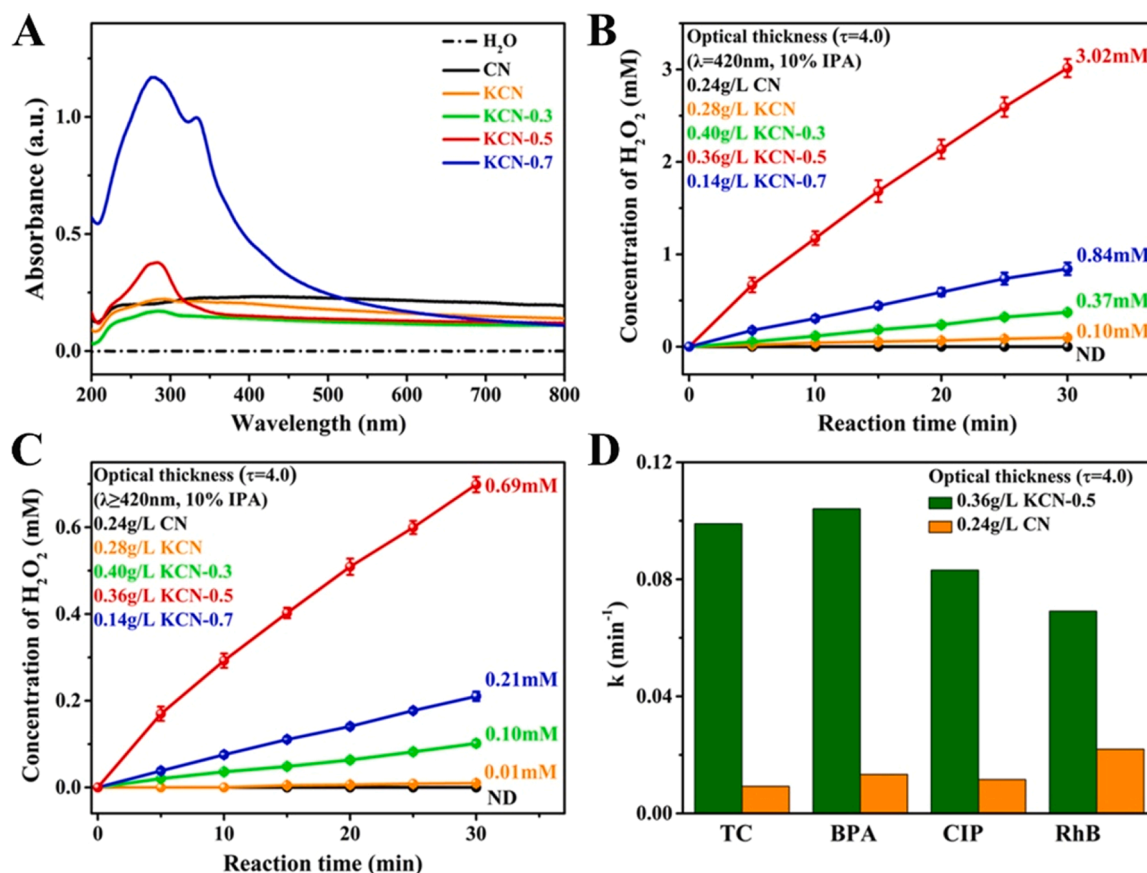 A
H₂O
CN
KCN
KCN-0.3
KCN-0.5
KCN-0.7
1.0
0.5
0.0
Absorbance (a.u.)
200 300 400 500 600 700 800
Wavelength (nm)
B
Optical thickness (τ=4.0)
(λ=420nm, 10% IPA)
0.24g/L CN
0.28g/L KCN
0.40g/L KCN-0.3
0.36g/L KCN-0.5
0.14g/L KCN-0.7
3.02mM
0.84mM
0.37mM
0.10mM
ND
3
2
1
0
Concentration of H₂O₂ (mM)
0 10 20 30
Reaction time (min)
C
Optical thickness (τ=4.0)
(λ≥420nm, 10% IPA)
0.24g/L CN
0.28g/L KCN
0.40g/L KCN-0.3
0.36g/L KCN-0.5
0.14g/L KCN-0.7
0.69mM
0.21mM
0.10mM
0.01mM
ND
0.6
0.4
0.2
0.0
Concentration of H₂O₂ (mM)
0 10 20 30
Reaction time (min)
D
Optical thickness (τ=4.0)
0.36g/L KCN-0.5
0.24g/L CN
0.12
0.08
0.04
0.00
k (min⁻¹)
TC BPA CIP RhB